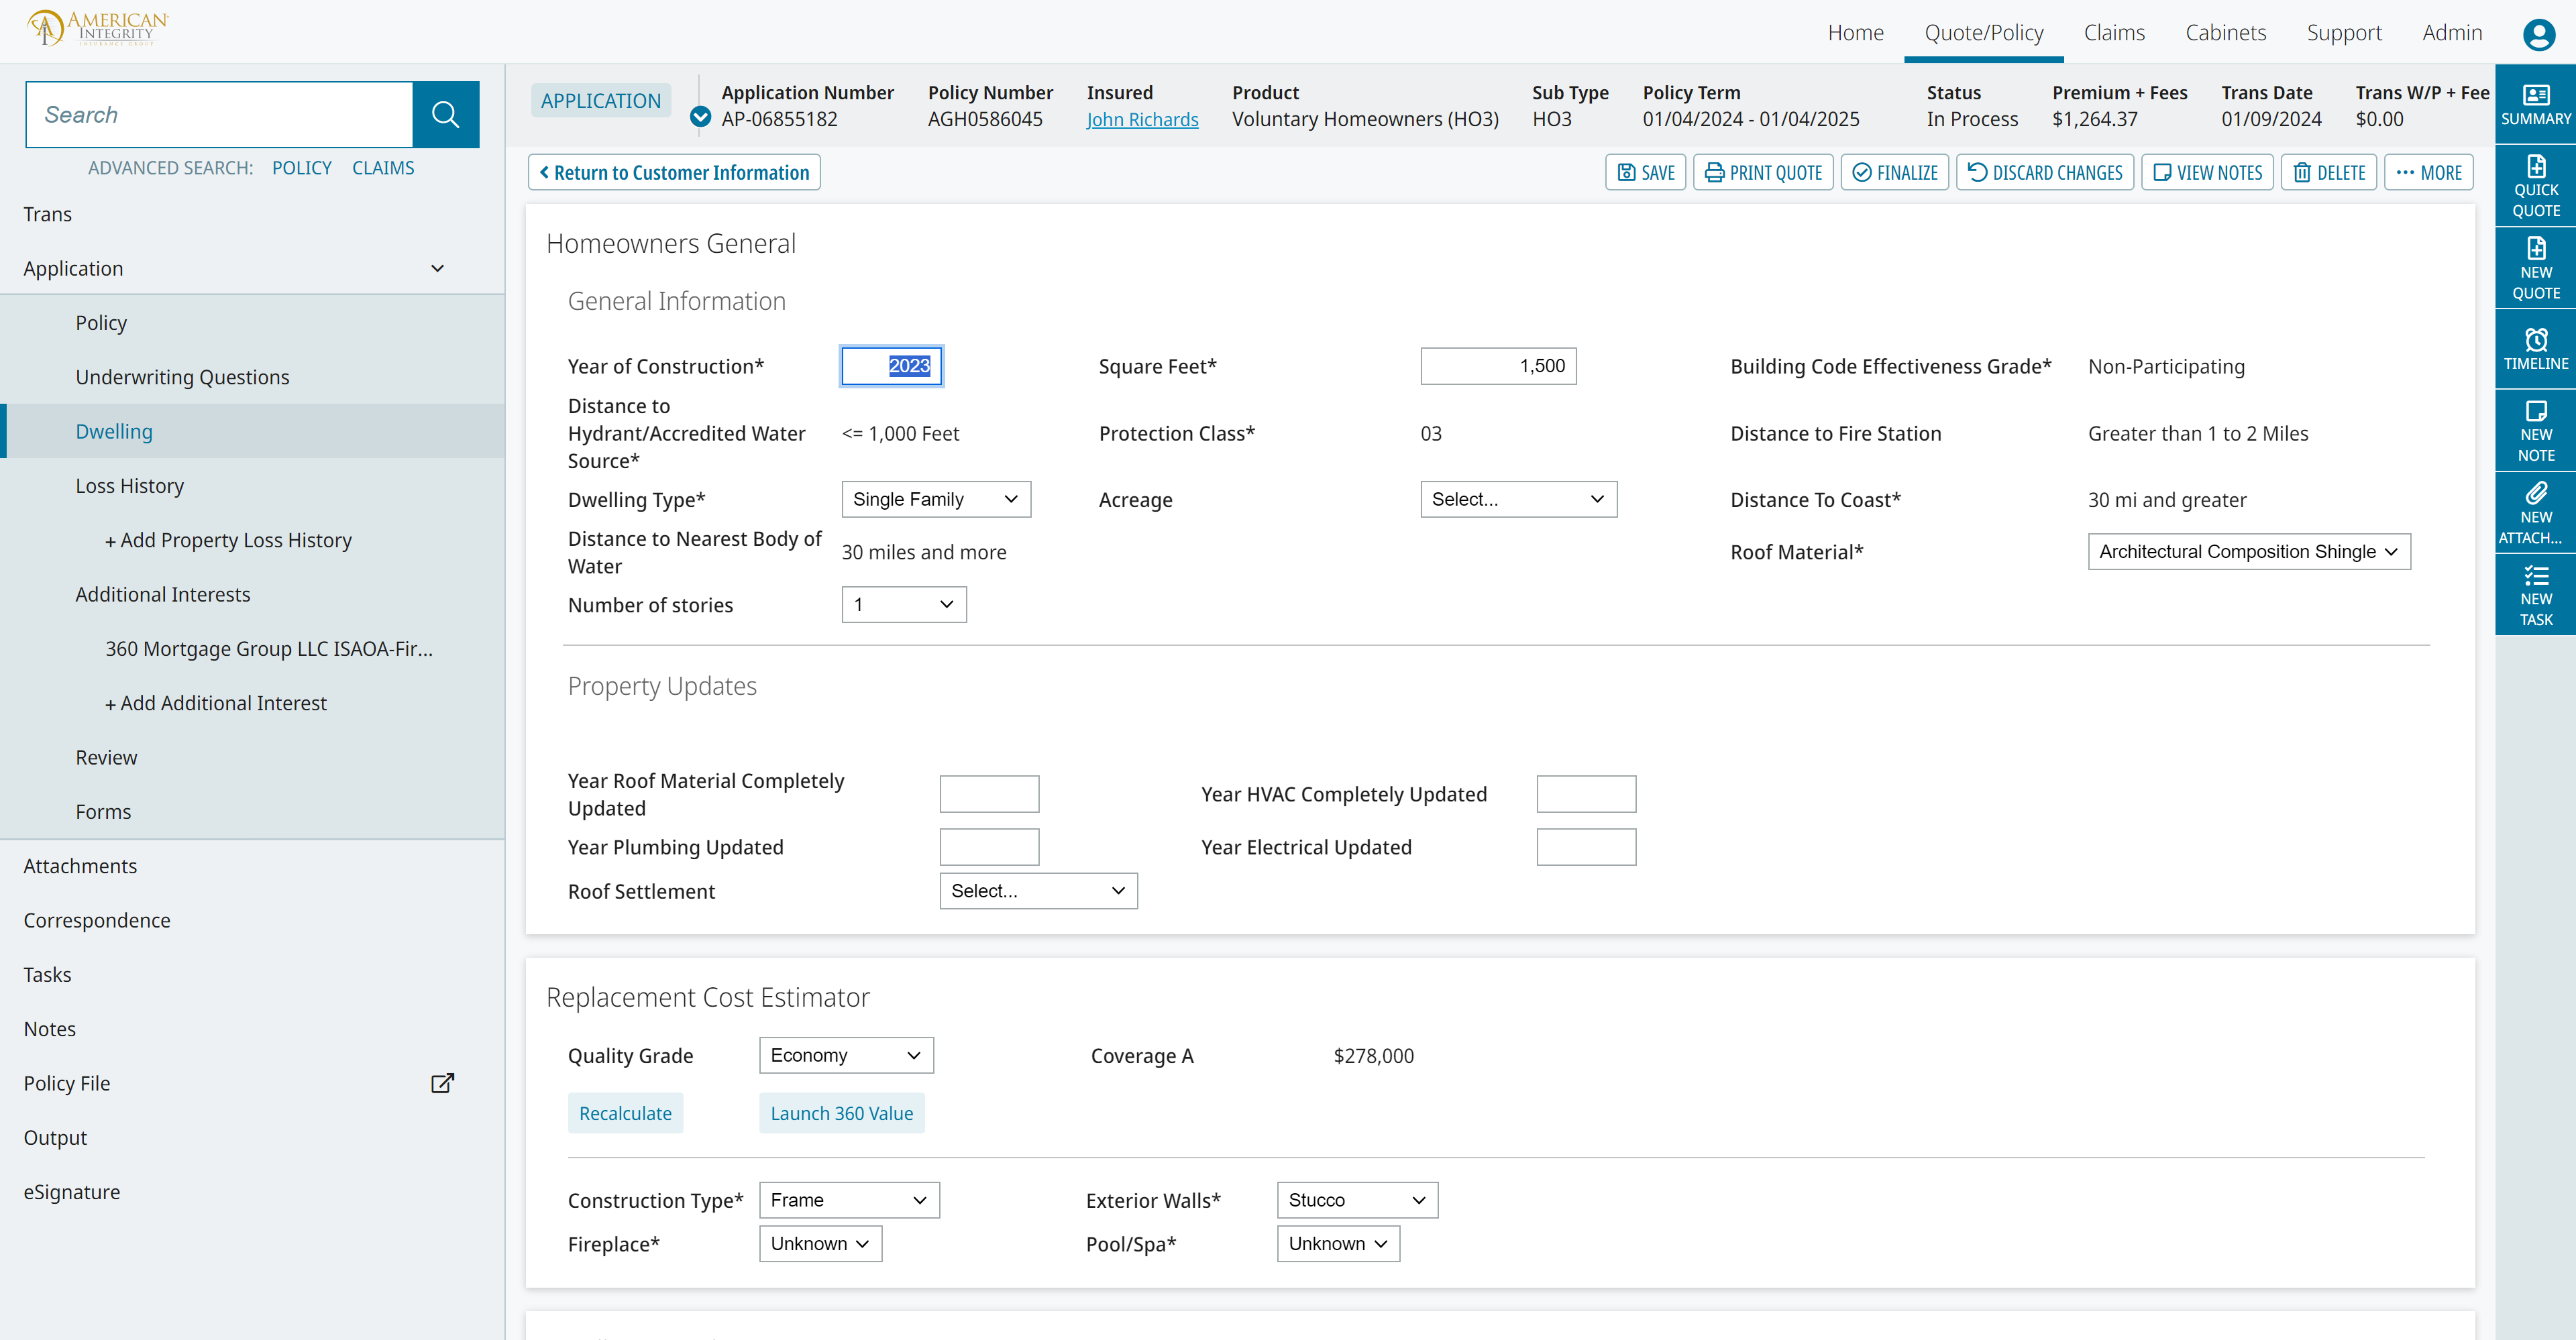 AMERICAN
INTEGRITY
INSURANCE GROUP
Home
Quote/Policy
Claims
Cabinets
Support
Admin
Search
ADVANCED SEARCH: POLICY CLAIMS
Trans
Application
Policy
Underwriting Questions
Dwelling
Loss History
+ Add Property Loss History
Additional Interests
360 Mortgage Group LLC ISAOA-Fir...
+ Add Additional Interest
Review
Forms
Attachments
Correspondence
Tasks
Notes
Policy File
Output
eSignature
APPLICATION
Application Number
AP-06855182
Policy Number
AGH0586045
Insured
John Richards
Product
Voluntary Homeowners (HO3)
Sub Type
HO3
Policy Term
01/04/2024 - 01/04/2025
Status
In Process
Premium + Fees
$1,264.37
Trans Date
01/09/2024
Trans W/P + Fee
$0.00
Return to Customer Information
SAVE
PRINT QUOTE
FINALIZE
DISCARD CHANGES
VIEW NOTES
DELETE
MORE
Homeowners General
General Information
Year of Construction* 2023
Square Feet* 1,500
Building Code Effectiveness Grade* Non-Participating
Distance to
Hydrant/Accredited Water
Source*
<= 1,000 Feet
Protection Class* 03
Distance to Fire Station Greater than 1 to 2 Miles
Dwelling Type* Single Family
Acreage Select...
Distance To Coast* 30 mi and greater
Distance to Nearest Body of
Water
30 miles and more
Roof Material* Architectural Composition Shingle
Number of stories 1
Property Updates
Year Roof Material Completely
Updated
Year HVAC Completely Updated
Year Plumbing Updated
Year Electrical Updated
Roof Settlement Select...
Replacement Cost Estimator
Quality Grade Economy
Coverage A $278,000
Recalculate
Launch 360 Value
Construction Type* Frame
Exterior Walls* Stucco
Fireplace* Unknown
Pool/Spa* Unknown
SUMMARY
QUICK
QUOTE
NEW
QUOTE
TIMELINE
NEW
NOTE
NEW
ATTACH...
NEW
TASK